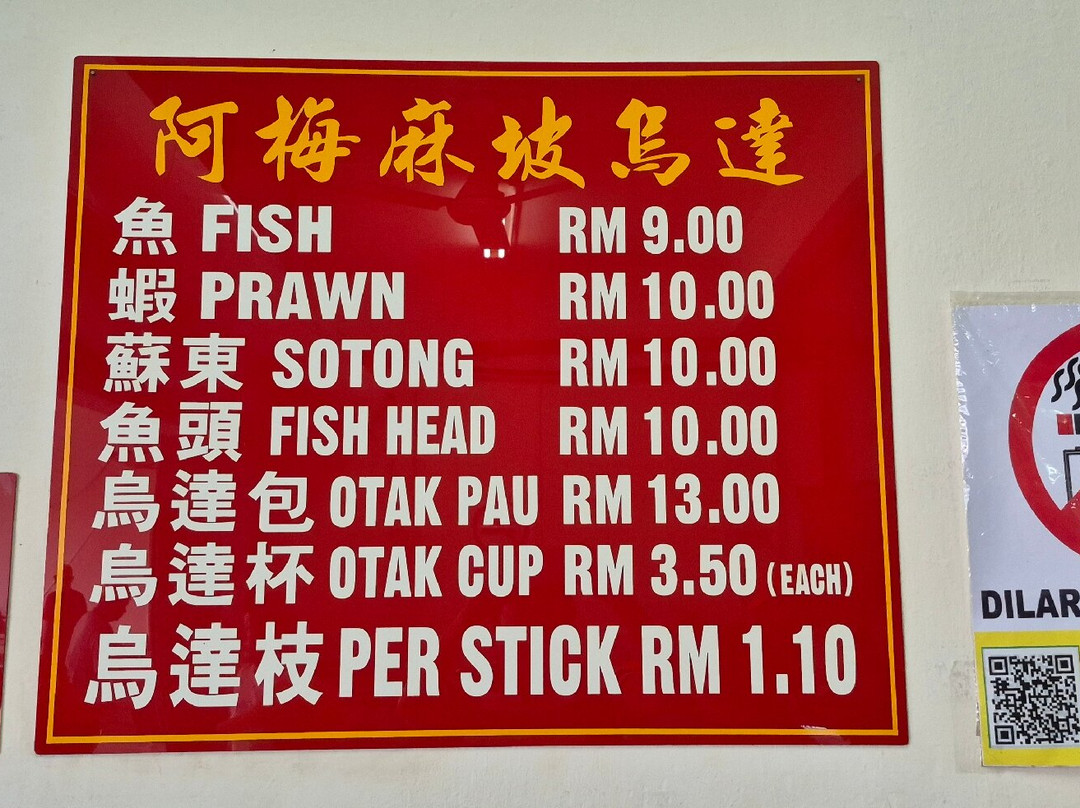 阿梅麻坡烏達
魚 FISH RM 9.00
蝦 PRAWN RM 10.00
蘇東 SOTONG RM 10.00
魚頭 FISH HEAD RM 10.00
烏達包 OTAK PAU RM 13.00
烏達杯 OTAK CUP RM 3.50 (EACH)
烏達枝 PER STICK RM 1.10
DILAR